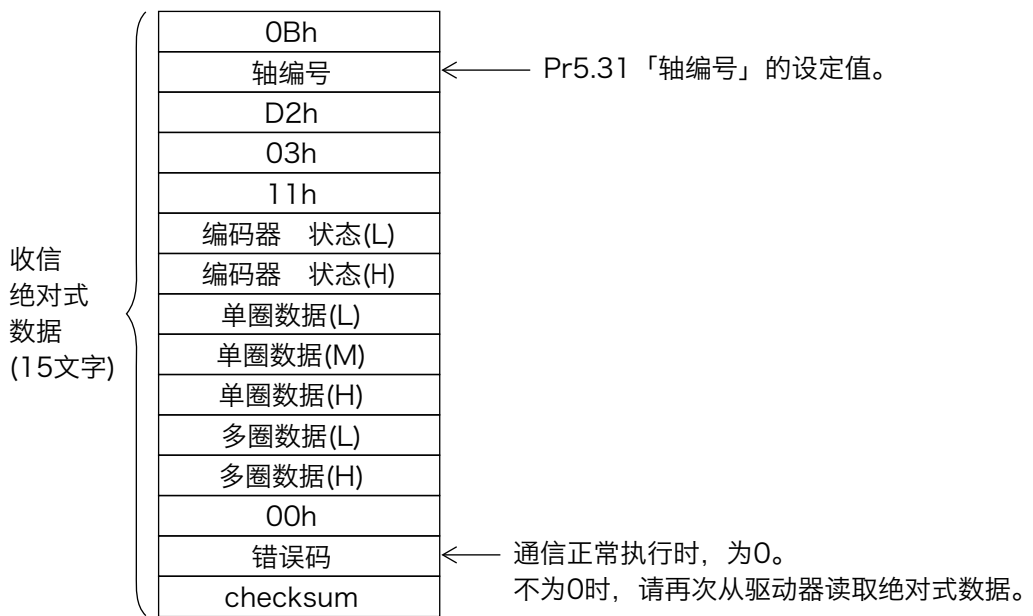 0Bh
轴编号
Pr5.31「轴编号」的设定值。
D2h
03h
11h
编码器　状态(L)
编码器　状态(H)
单圈数据(L)
单圈数据(M)
单圈数据(H)
多圈数据(L)
多圈数据(H)
00h
错误码
checksum
收信
绝对式
数据
(15文字)
通信正常执行时，为0。
不为0时，请再次从驱动器读取绝对式数据。